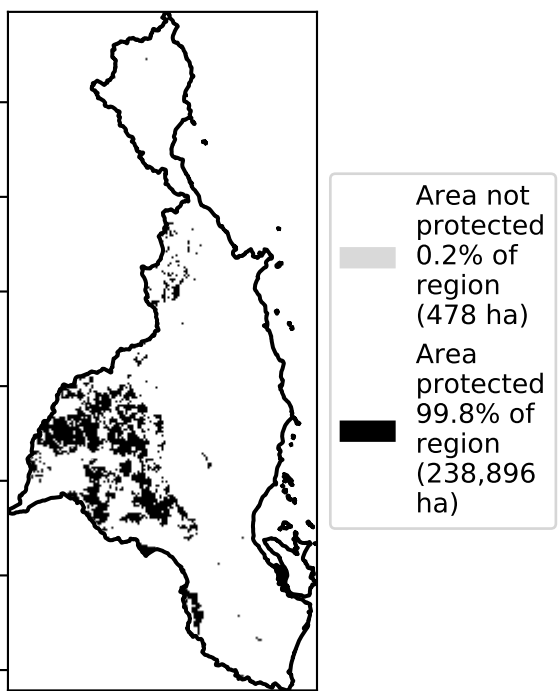 Area not
protected
0.2% of
region
(478 ha)
Area
protected
99.8% of
region
(238,896
ha)